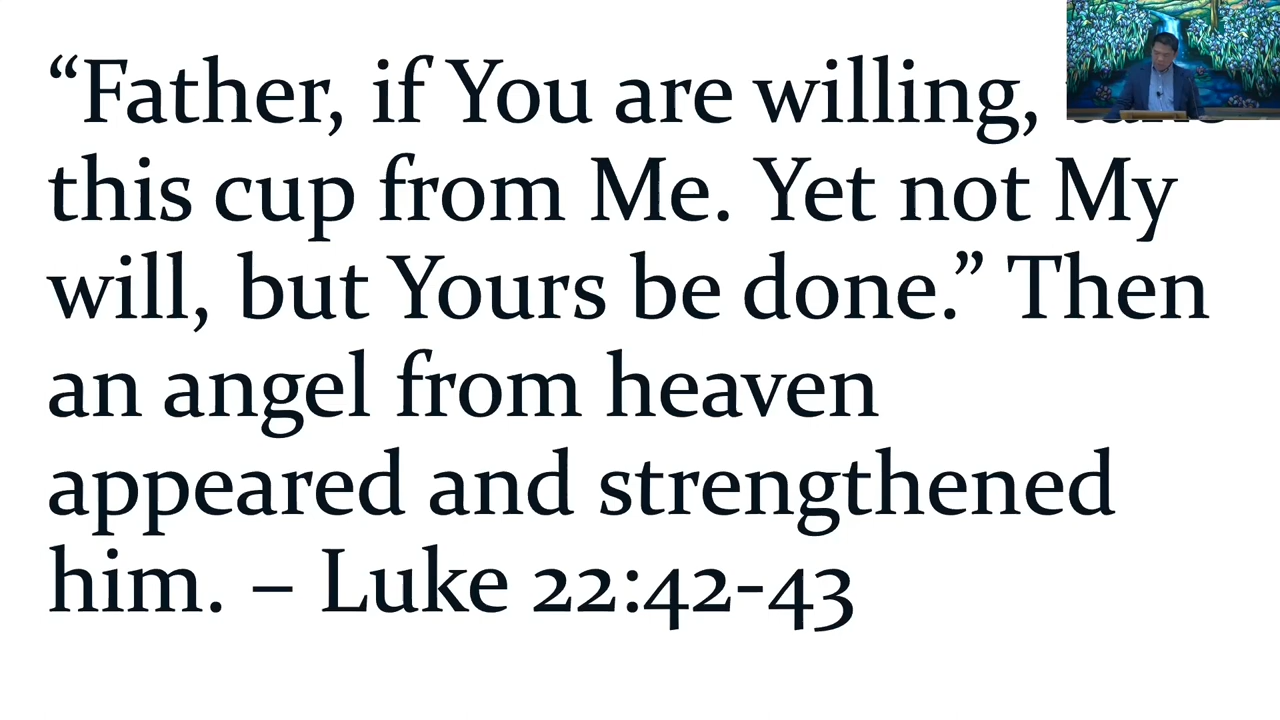 “Father, if You are willing,
this cup from Me. Yet not My
will, but Yours be done.” Then
an angel from heaven
appeared and strengthened
him. – Luke 22:42-43